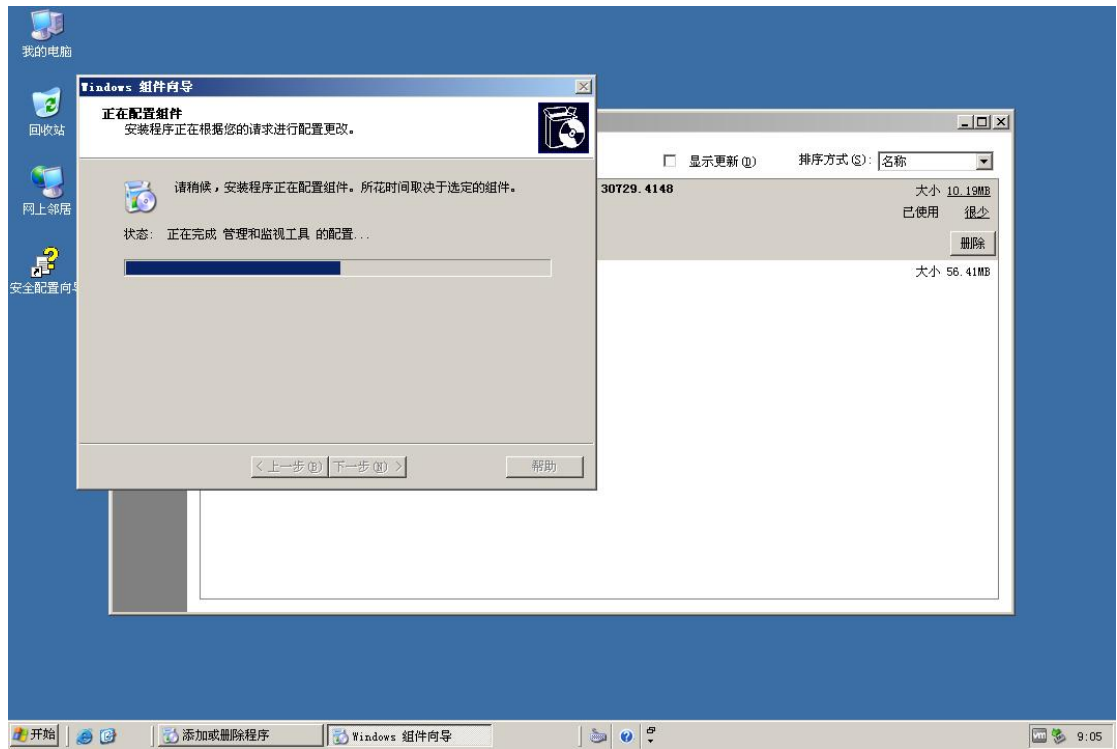 我的电脑
回收站
网上邻居
安全配置向导
Windows 组件向导
正在配置组件
安装程序正在根据您的请求进行配置更改。
请稍候，安装程序正在配置组件。所花时间取决于选定的组件。
状态： 正在完成 管理和监视工具 的配置...
< 上一步(B) 下一步(N) > 帮助
显示更新(D) 排序方式(S): 名称
30729.4148 大小 10.19MB
已使用 很少
删除
大小 56.41MB
开始 添加或删除程序 Windows 组件向导 9:05